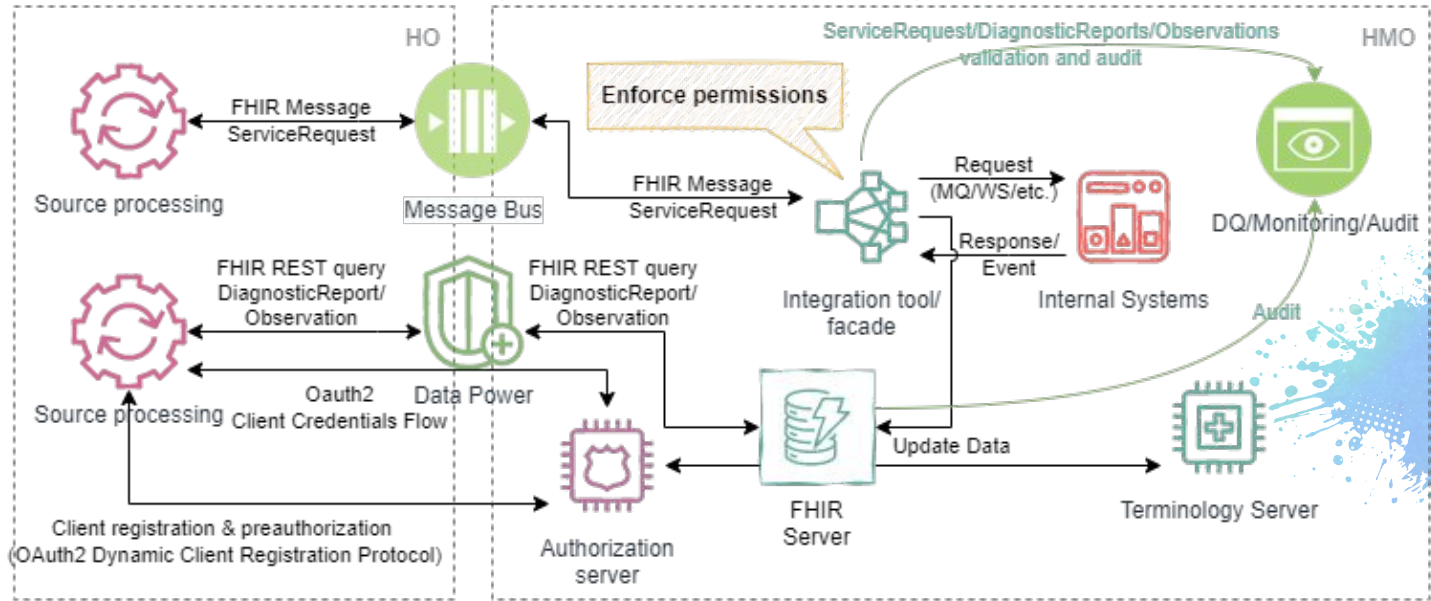 HO
HMO
ServiceRequest/DiagnosticReports/Observations
validation and audit
Enforce permissions
FHIR Message
ServiceRequest
Source processing
Message Bus
FHIR Message
ServiceRequest
Request
(MQ/WS/etc.)
Response/
Event
Integration tool/
facade
Internal Systems
DQ/Monitoring/Audit
FHIR REST query
DiagnosticReport/
Observation
FHIR REST query
DiagnosticReport/
Observation
Audit
Source processing
Data Power
Oauth2
Client Credentials Flow
Update Data
FHIR
Server
Terminology Server
Client registration & preauthorization
(OAuth2 Dynamic Client Registration Protocol)
Authorization
server